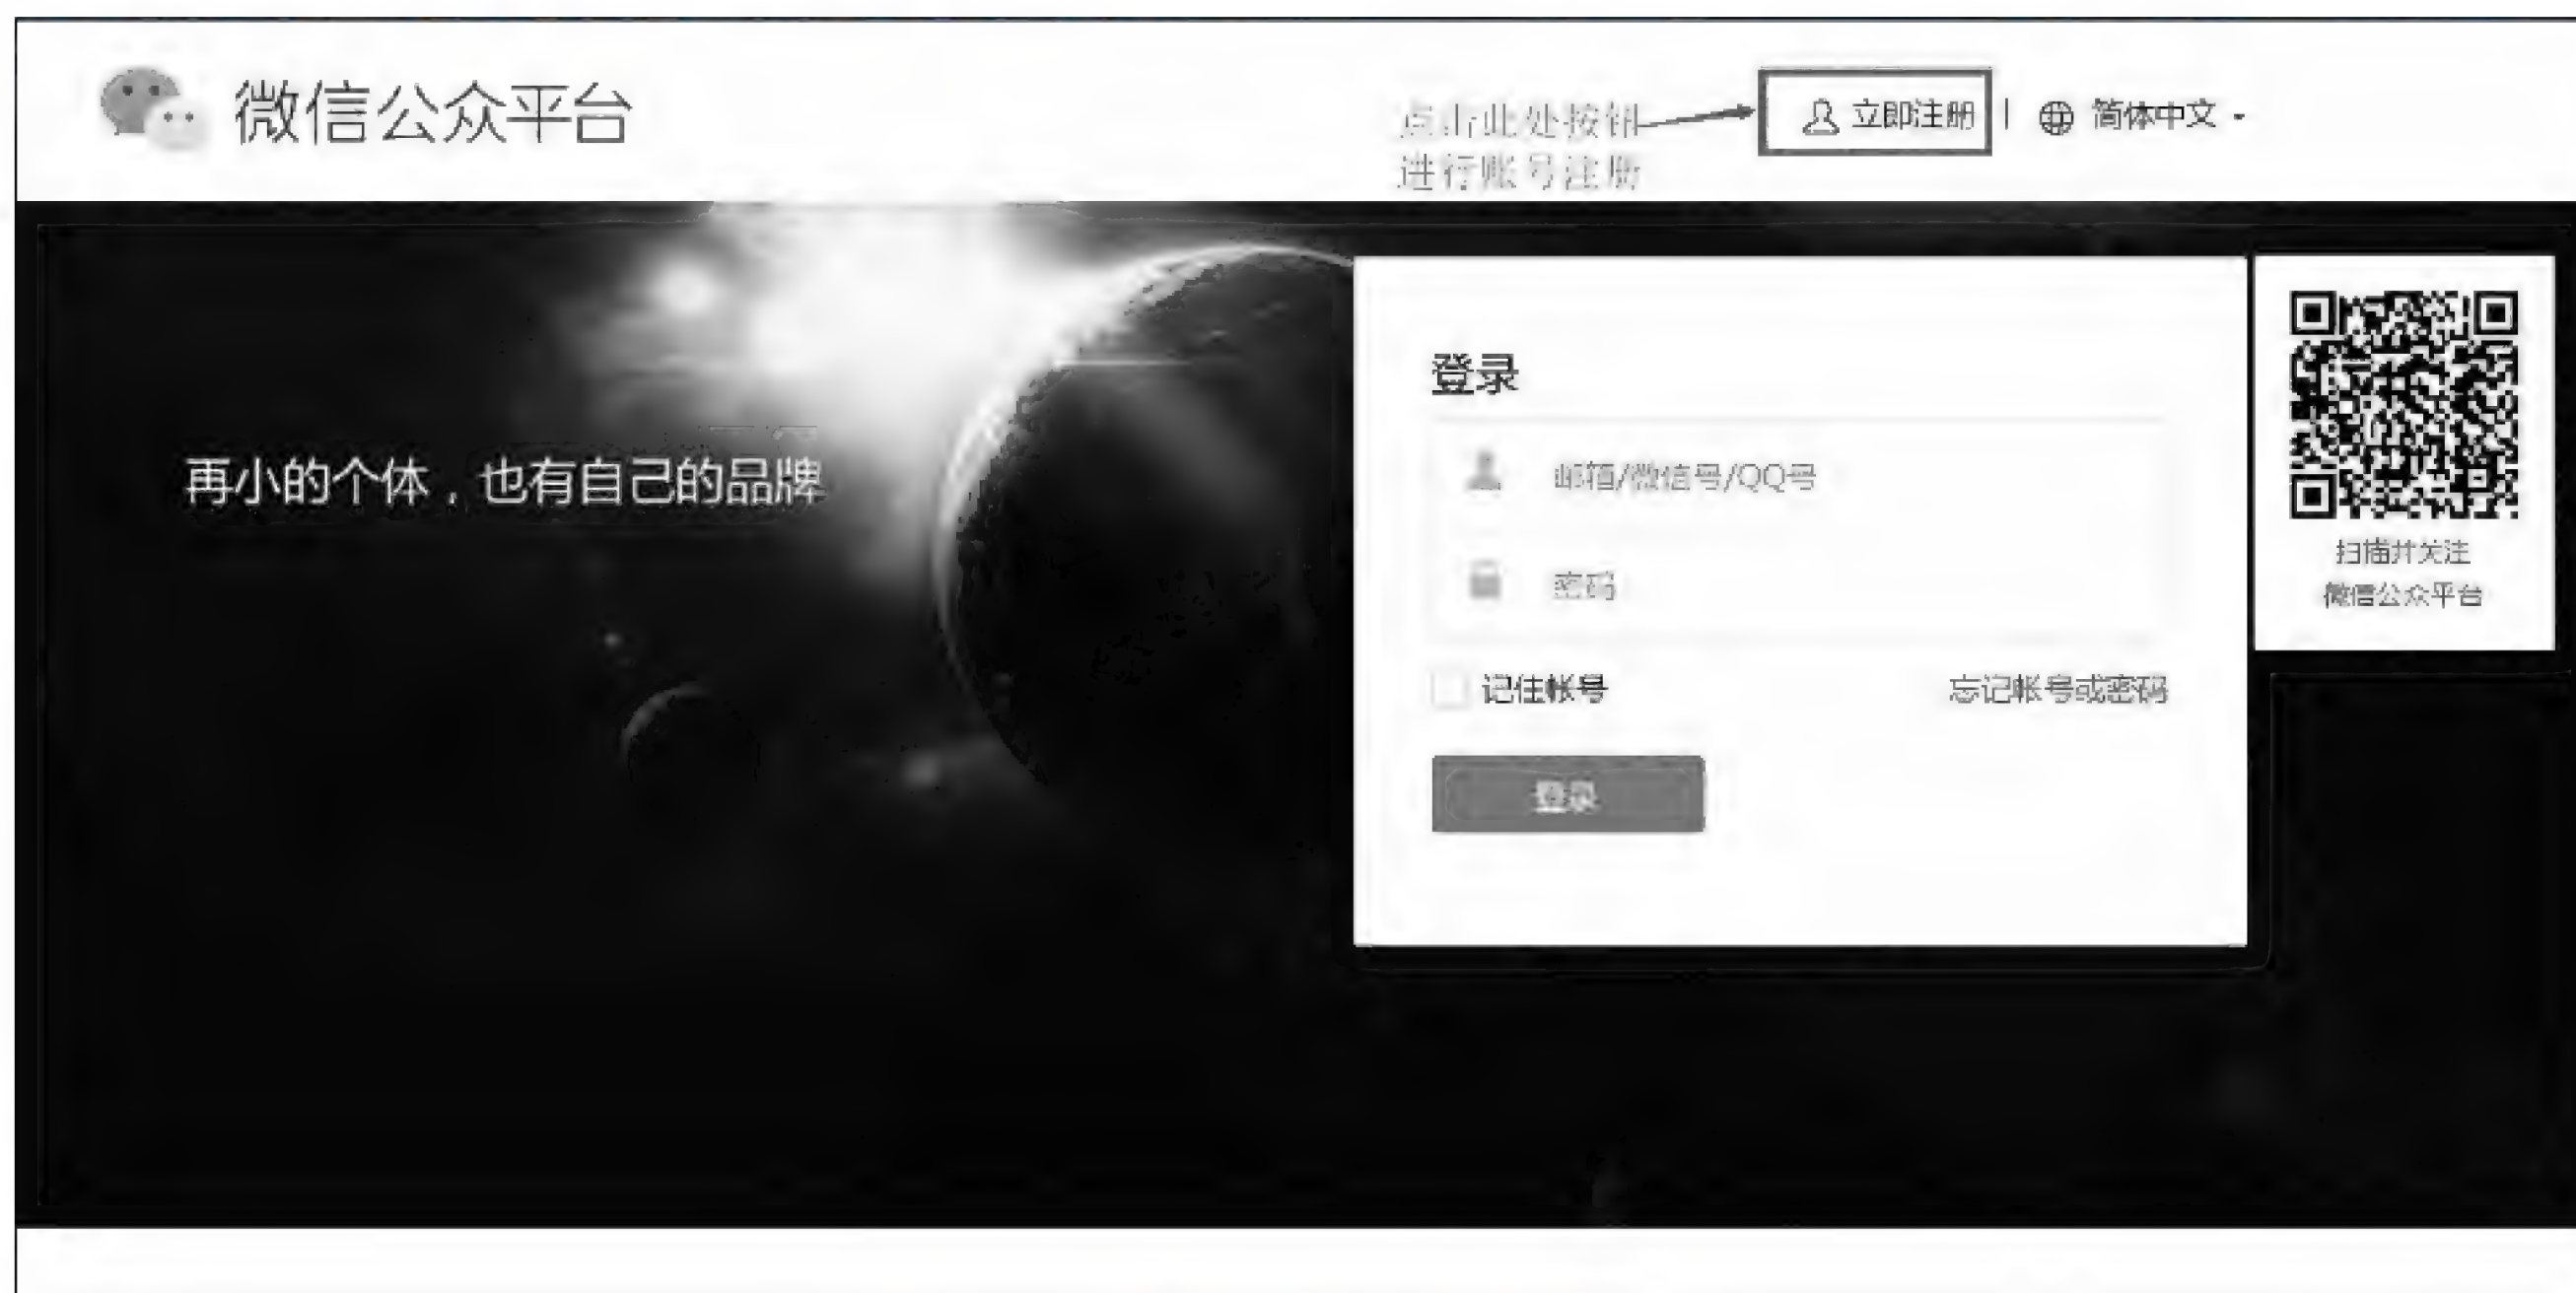 微信公众平台
点击此处按钮
进行账号注册
立即注册 | 简体中文
再小的个体，也有自己的品牌
登录
邮箱/微信号/QQ号
密码
记住帐号
忘记帐号或密码
登录
扫描并关注
微信公众平台